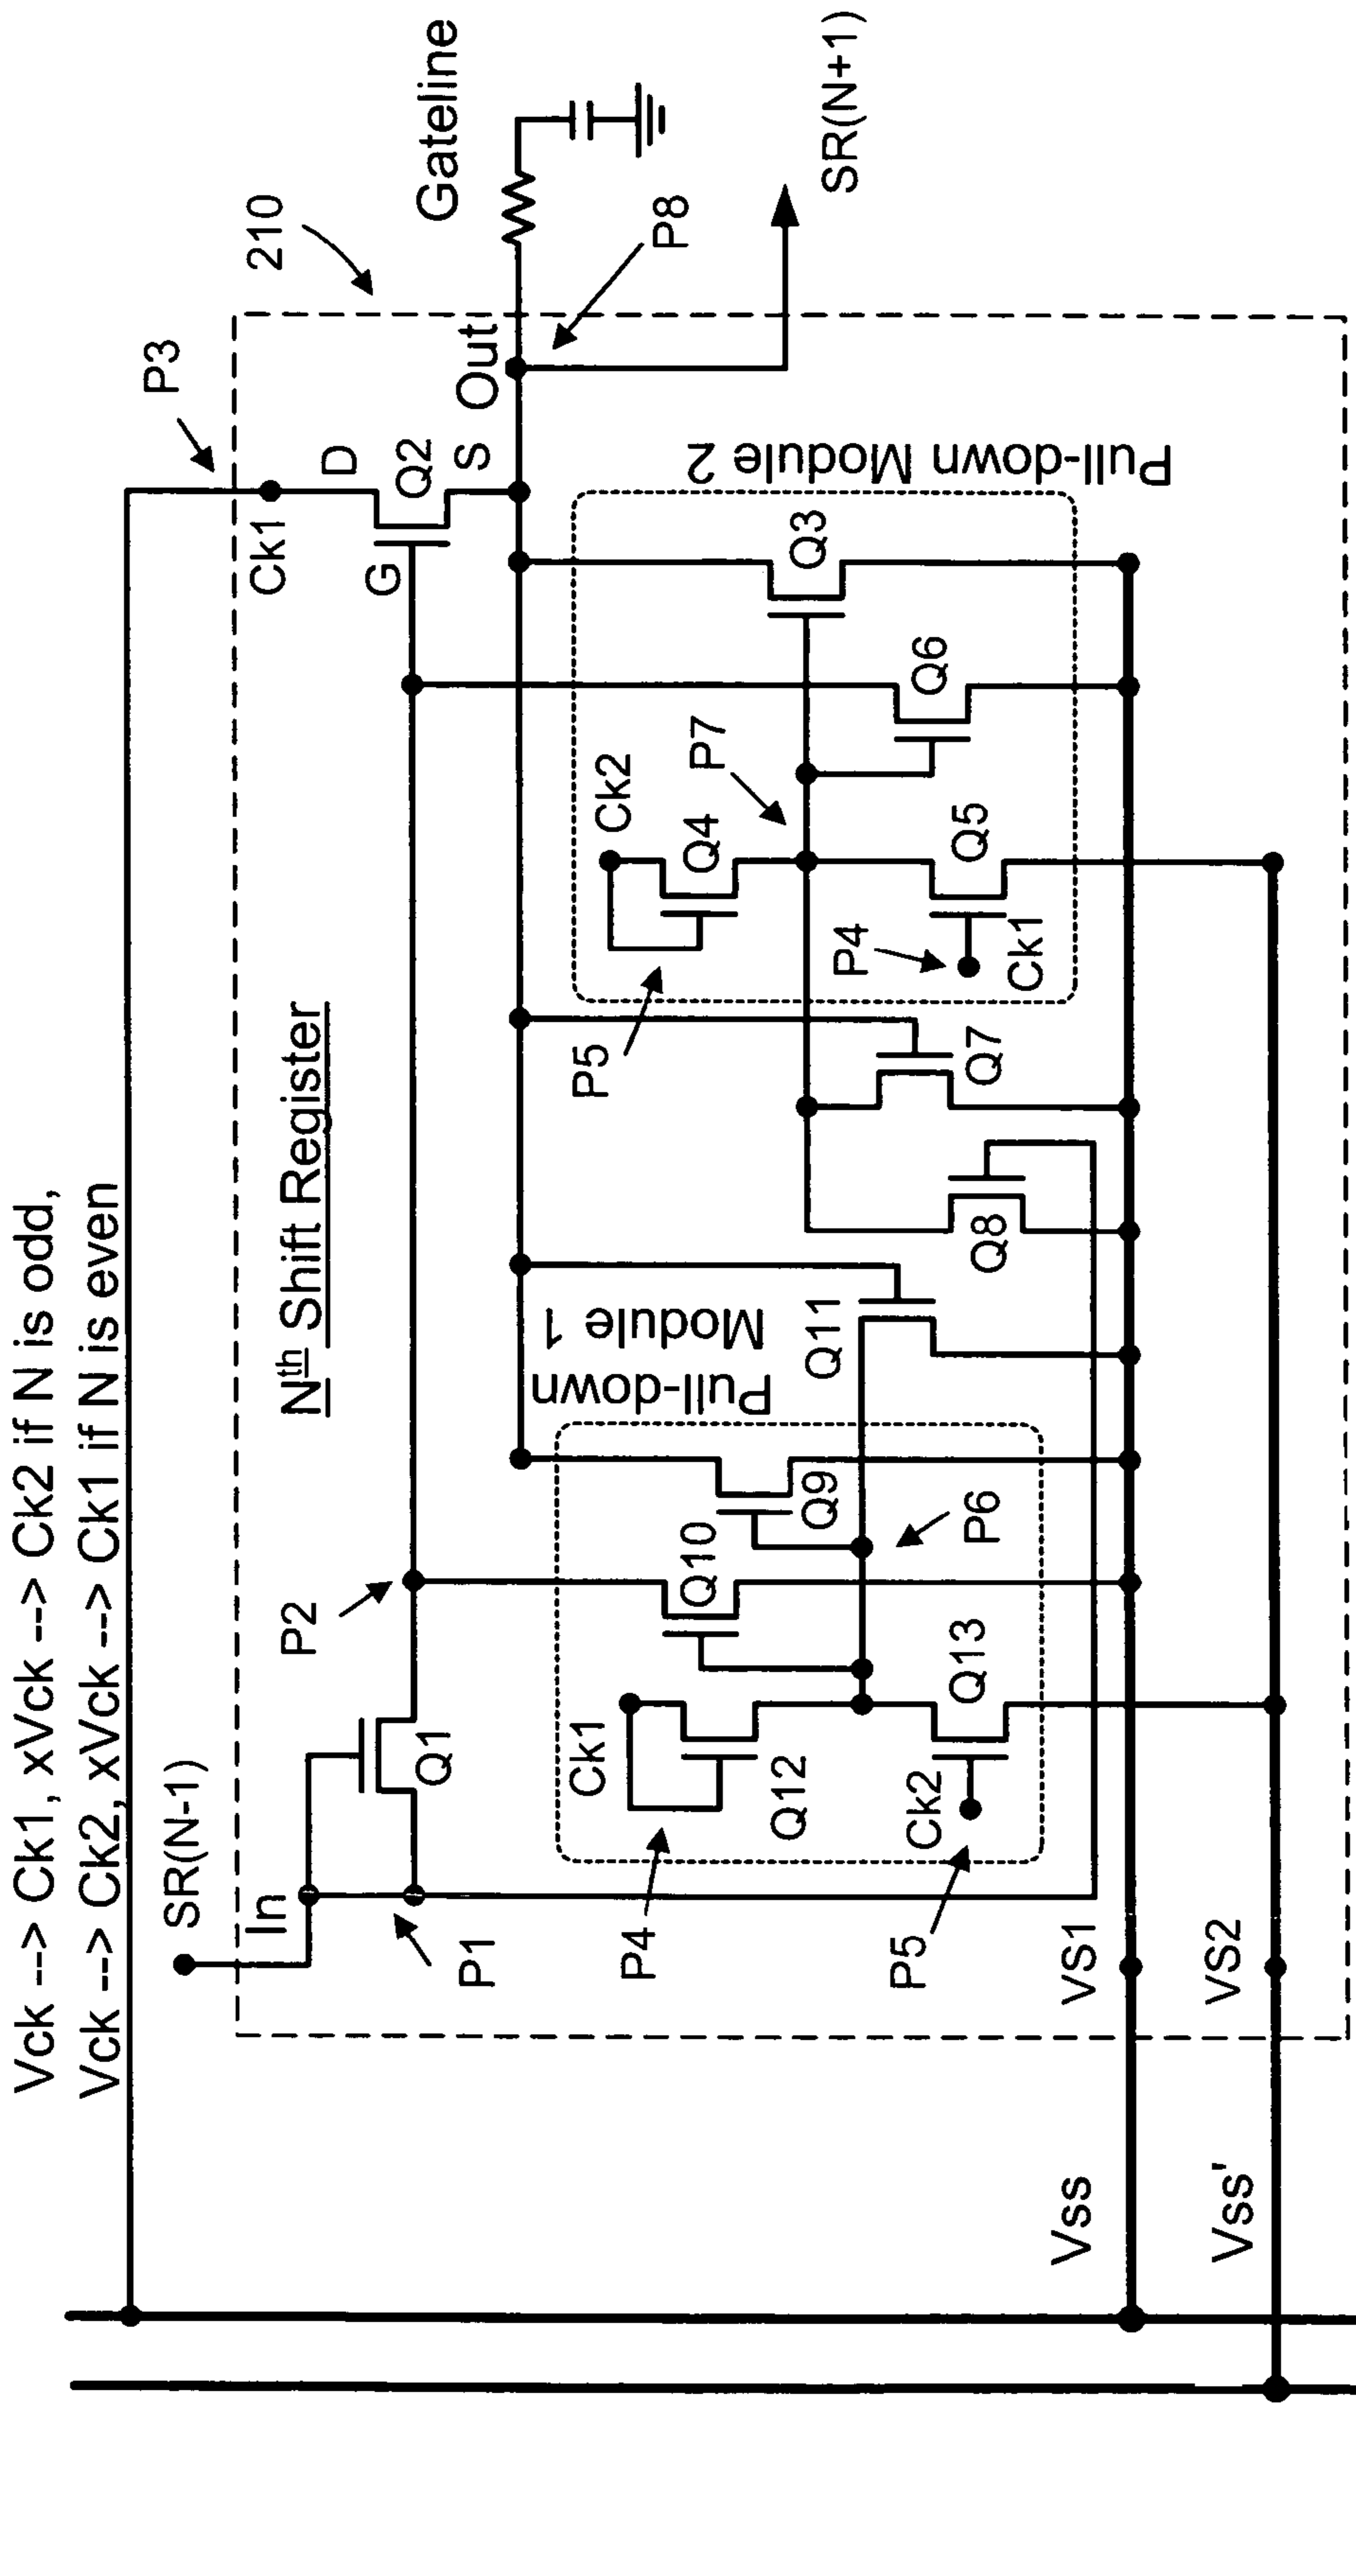 Vck --> Ck1, xVck --> Ck2 if N is odd,
Vck --> Ck2, xVck --> Ck1 if N is even
P3
210
Gateline
SR(N-1)
In
Nth Shift Register
Ck1
D
G
Q2
S
Out
P8
SR(N+1)
P1
P2
Q1
Pull-down
Module 1
Ck1
P4
Q12
Q10
Q9
P6
Q11
Ck2
P5
Q13
Q8
Q7
Pull-down Module 2
Ck2
P5
Q4
P7
Q3
Q6
P4
Ck1
Q5
Vss
VS1
Vss'
VS2